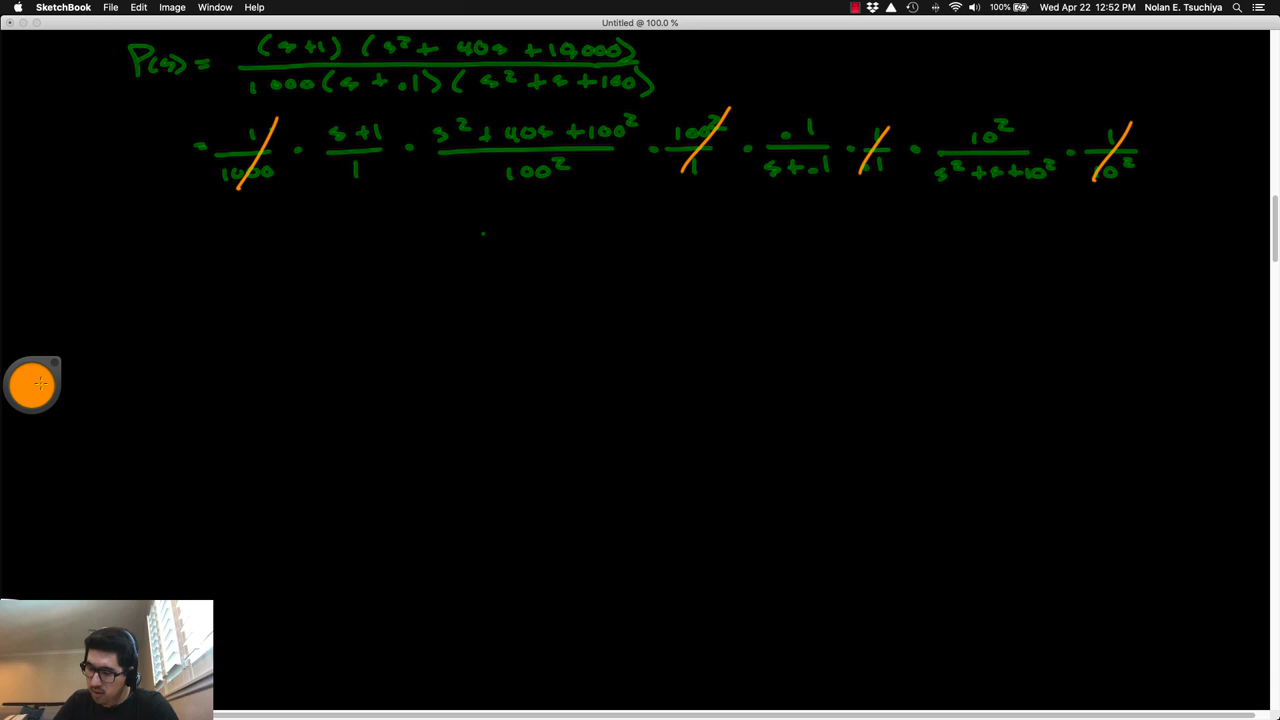 SketchBook File Edit Image Window Help 100% Wed Apr 22 12:52 PM Nolan E. Tsuchiya
Untitled @ 100.0 %
P(s) = (s+1) (s² + 40s + 10,000) / 1000(s + .1) (s² + s + 100)
= 1/1000 · s+1/1 · s² + 40s + 100²/100² · 100²/1 · .1/s+.1 · 1/.1 · 10²/s²+s+10² · 1/10²